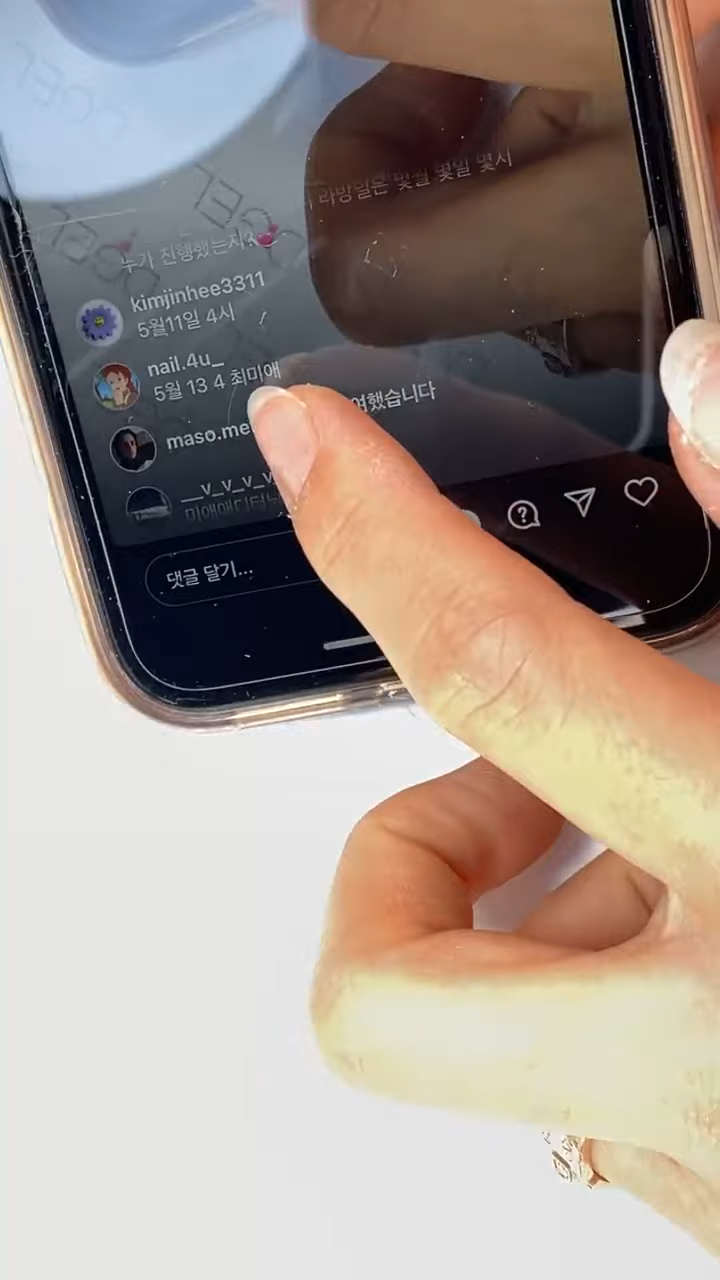 라방일은 몇월 몇일 몇시
누가 진행했는지?💕
kimjinhee3311
5월11일 4시
nail.4u_
5월 13 4 최미애
maso.me
여했습니다
__v_v_v_v
댓글 달기...